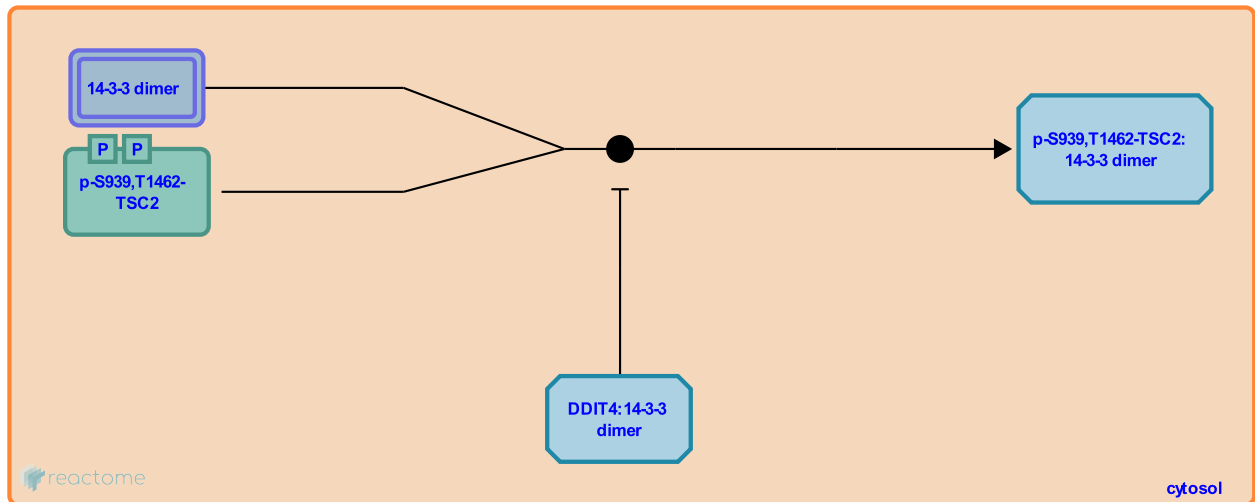 14-3-3 dimer
P P
p-S939,T1462-
TSC2
p-S939,T1462-TSC2:
14-3-3 dimer
DDIT4:14-3-3
dimer
reactome
cytosol